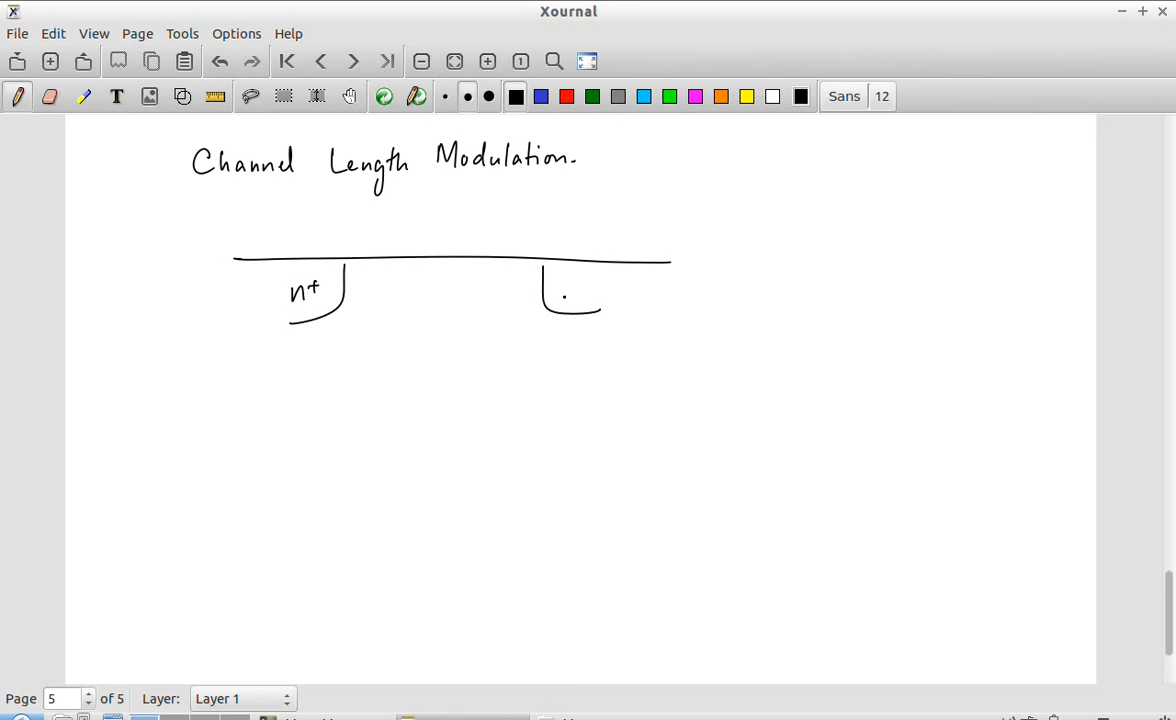 Xournal
File Edit View Page Tools Options Help
T Sans 12
Channel Length Modulation.
n+
Page 5 of 5 Layer: Layer 1